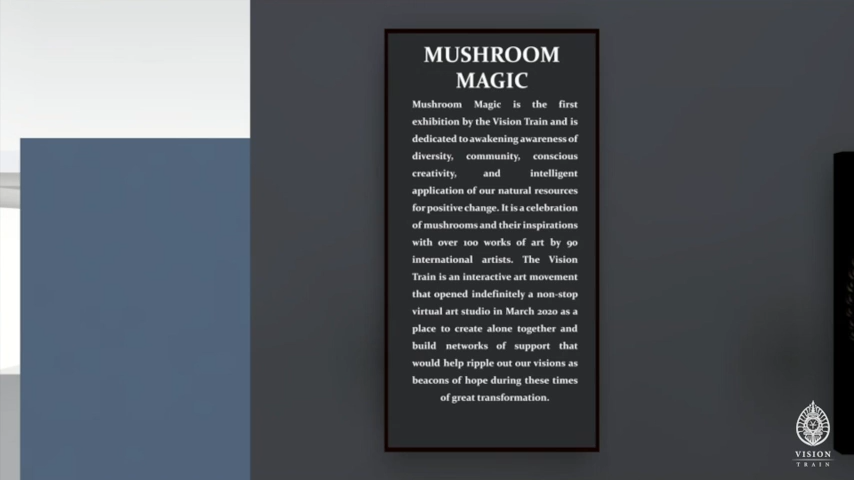 MUSHROOM
MAGIC
Mushroom Magic is the first
exhibition by the Vision Train and is
dedicated to awakening awareness of
diversity, community, conscious
creativity, and intelligent
application of our natural resources
for positive change. It is a celebration
of mushrooms and their inspirations
with over 100 works of art by 90
international artists. The Vision
Train is an interactive art movement
that opened indefinitely a non-stop
virtual art studio in March 2020 as a
place to create alone together and
build networks of support that
would help ripple out our visions as
beacons of hope during these times
of great transformation.
VISION
TRAIN